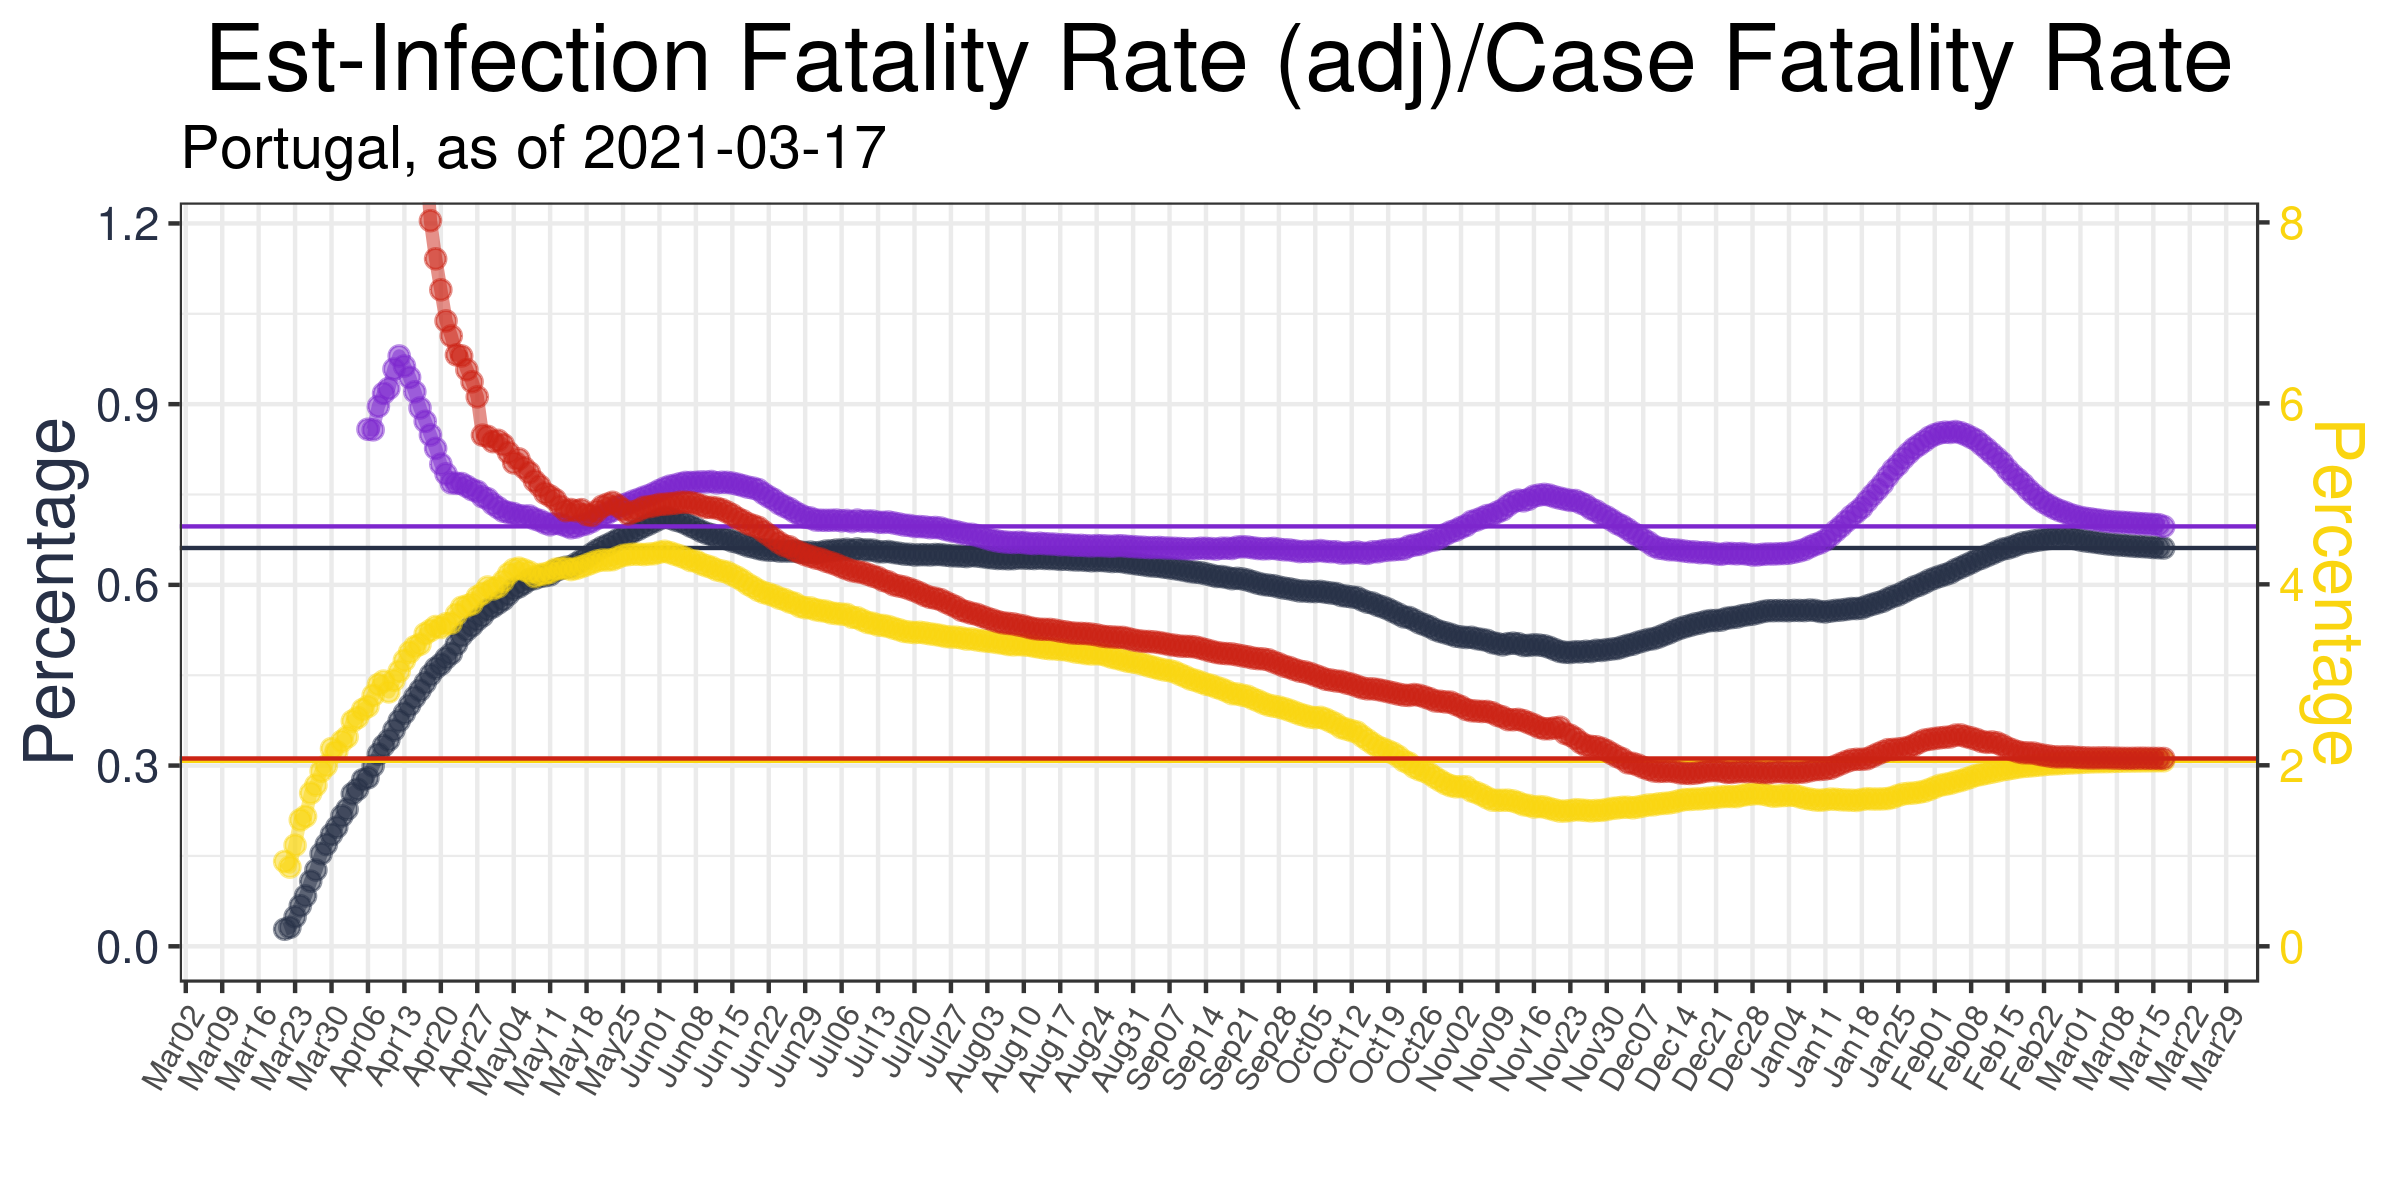 Est-Infection Fatality Rate (adj)/Case Fatality Rate
Portugal, as of 2021-03-17
1.2
0.9
0.6
0.3
0.0
Percentage
8
6
4
2
0
Percentage
Mar02
Mar09
Mar16
Mar23
Mar30
Apr06
Apr13
Apr20
Apr27
May04
May11
May18
May25
Jun01
Jun08
Jun15
Jun22
Jun29
Jul06
Jul13
Jul20
Jul27
Aug03
Aug10
Aug17
Aug24
Aug31
Sep07
Sep14
Sep21
Sep28
Oct05
Oct12
Oct19
Oct26
Nov02
Nov09
Nov16
Nov23
Nov30
Dec07
Dec14
Dec21
Dec28
Jan04
Jan11
Jan18
Jan25
Feb01
Feb08
Feb15
Feb22
Mar01
Mar08
Mar15
Mar22
Mar29